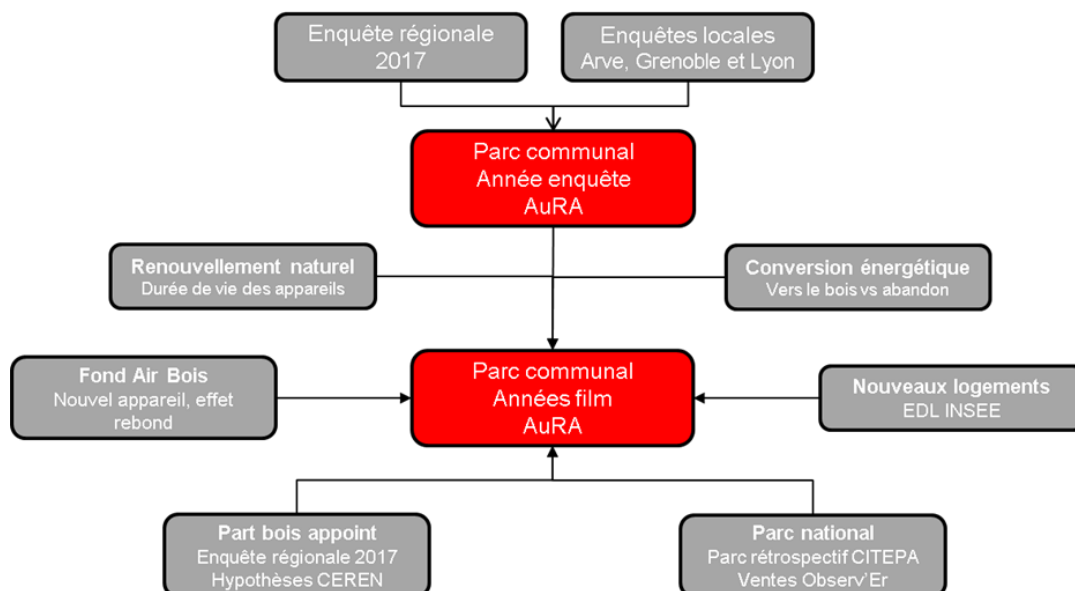 Enquête régionale
2017
Enquêtes locales
Arve, Grenoble et Lyon
Parc communal
Année enquête
AuRA
Renouvellement naturel
Durée de vie des appareils
Conversion énergétique
Vers le bois vs abandon
Fond Air Bois
Nouvel appareil, effet
rebond
Parc communal
Années film
AuRA
Nouveaux logements
EDL INSEE
Part bois appoint
Enquête régionale 2017
Hypothèses CEREN
Parc national
Parc rétrospectif CITEPA
Ventes Observ'Er